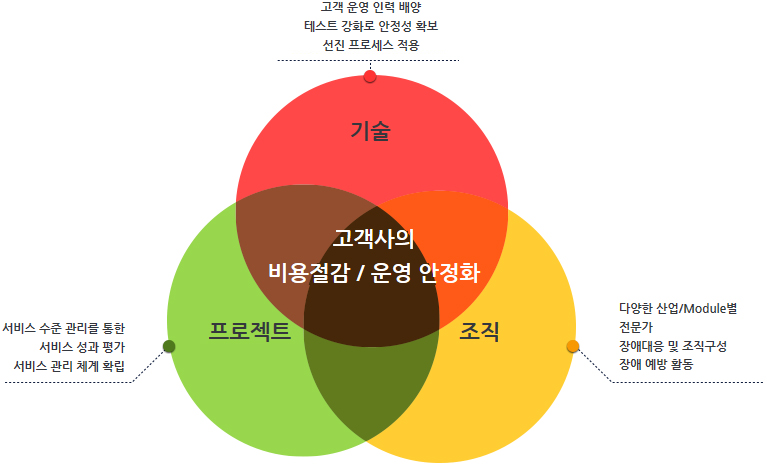 고객 운영 인력 배양
테스트 강화로 안정성 확보
선진 프로세스 적용
기술
고객사의
비용절감 / 운영 안정화
프로젝트
조직
서비스 수준 관리를 통한
서비스 성과 평가
서비스 관리 체계 확립
다양한 산업/Module별
전문가
장애대응 및 조직구성
장애 예방 활동